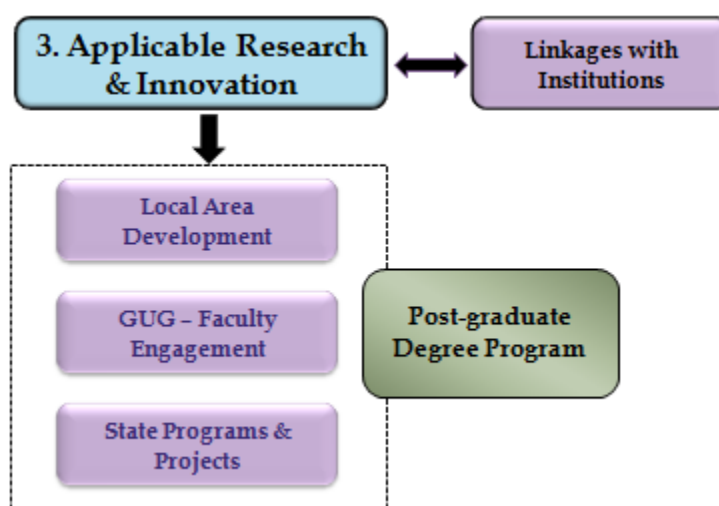 3. Applicable Research
& Innovation
Linkages with
Institutions
Local Area
Development
GUG – Faculty
Engagement
Post-graduate
Degree Program
State Programs &
Projects